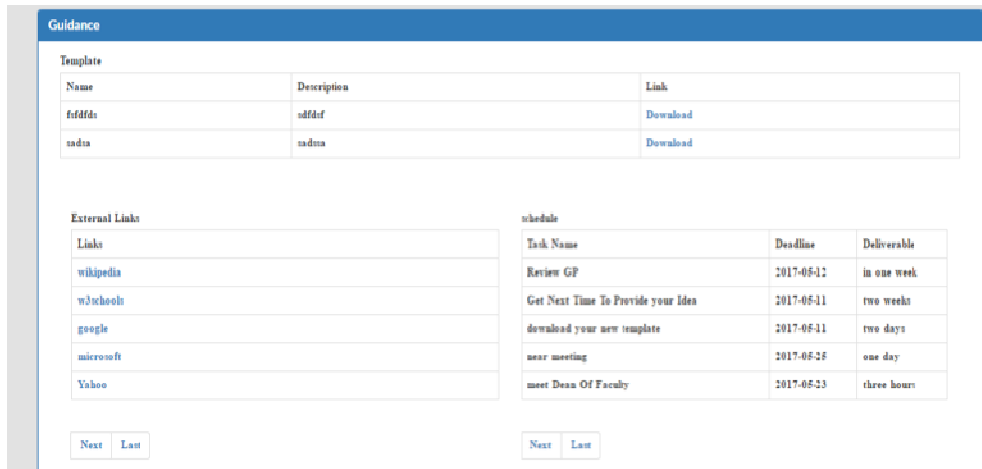 Guidance
Template
Name Description Link
fsfdfds sdfdsf Download
sadsa sadssa Download
External Links
Links
wikipedia
w3schools
google
microsoft
Yahoo
Next Last
schedule
Task Name Deadline Deliverable
Review GP 2017-05-12 in one week
Get Next Time To Provide your Idea 2017-05-11 two weeks
download your new template 2017-05-11 two days
near meeting 2017-05-25 one day
meet Dean Of Faculty 2017-05-23 three hours
Next Last